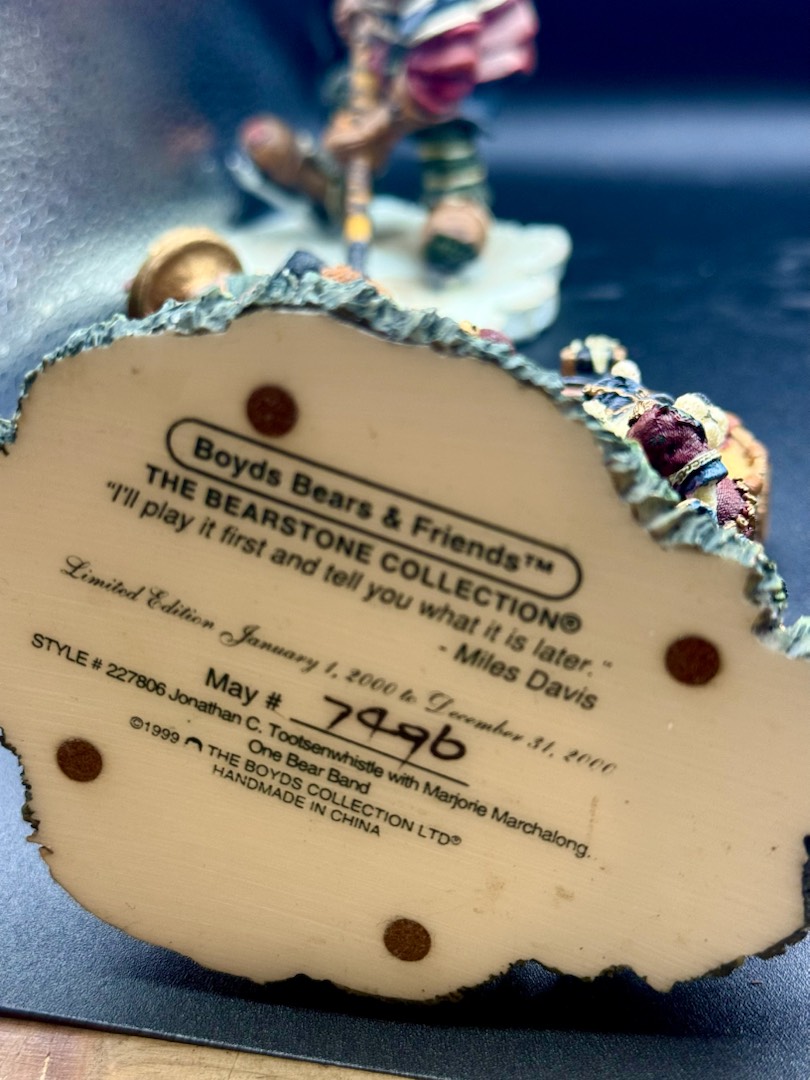 Boyds Bears & Friends™
THE BEARSTONE COLLECTION®
"I'll play it first and tell you what it is later."
- Miles Davis
Limited Edition January 1, 2000 to December 31, 2000
May # 7496
STYLE # 227806 Jonathan C. Tootsenwhistle with Marjorie Marchalong.
One Bear Band
©1999 THE BOYDS COLLECTION LTD®
HANDMADE IN CHINA